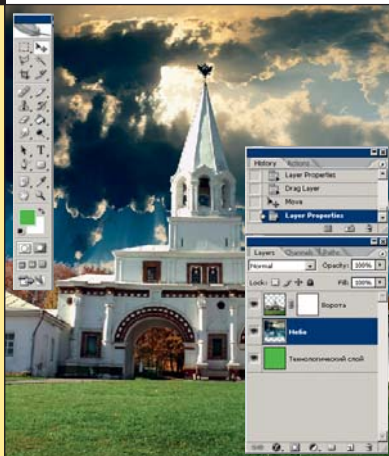 History Actions
Layer Properties
Drag Layer
Move
Layer Properties
Layers Channels Paths
Normal Opacity: 100%
Lock: Fill: 100%
Ворота
Небо
Технологический слой